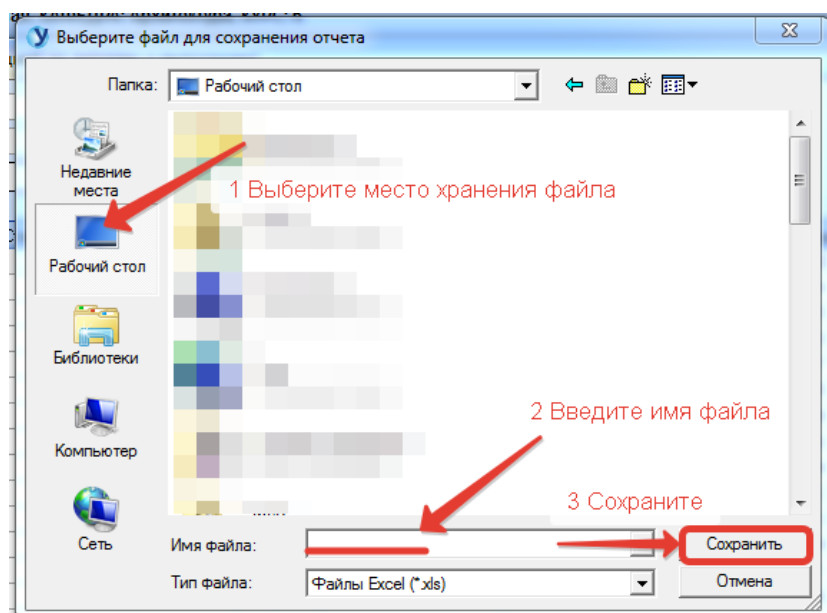 Выберите файл для сохранения отчета
Папка:
Рабочий стол
Недавние
места
1 Выберите место хранения файла
Рабочий стол
Библиотеки
2 Введите имя файла
Компьютер
3 Сохраните
Сеть
Имя файла:
Сохранить
Тип файла:
Файлы Excel (*.xls)
Отмена